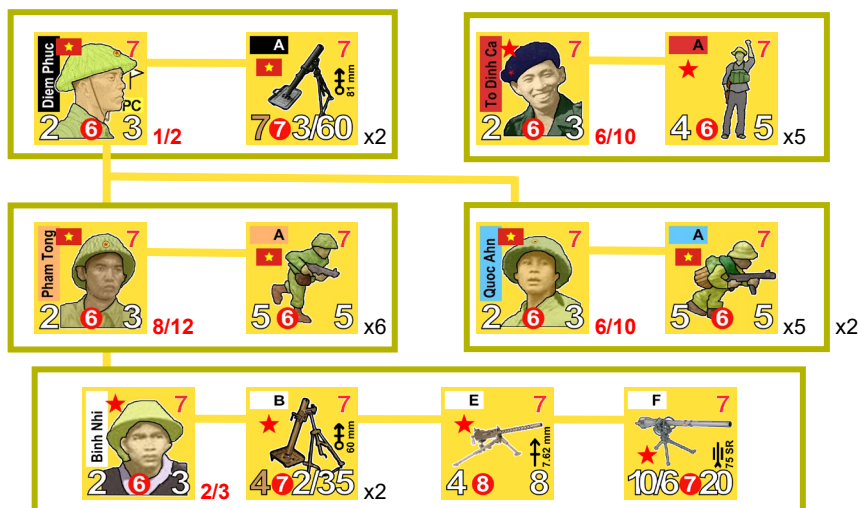 Diem Phuc
7
PC
2 6 3
1/2
A
7
81 mm
7 7 3/60
x2
To Dinh Ca
7
2 6 3
6/10
A
7
4 6 5
x5
Pham Tong
7
2 6 3
8/12
A
7
5 6 5
x6
Quoc Ahn
7
2 6 3
6/10
A
7
5 6 5
x5
x2
Binh Nhi
7
2 6 3
2/3
B
7
60 mm
4 7 2/35
x2
E
7
7.62 mm
4 8 8
F
7
75 SR
10/6 7 20